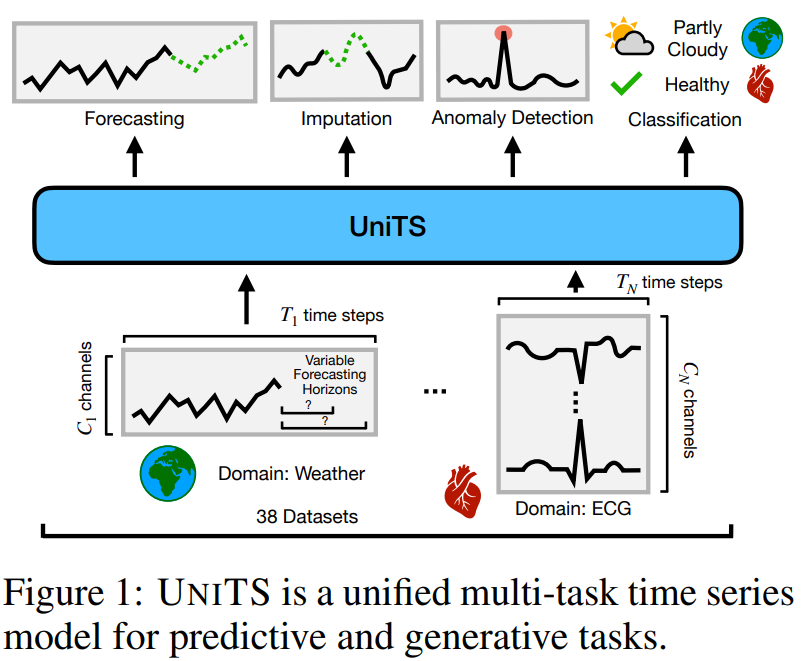 Partly
Cloudy
Healthy
Forecasting
Imputation
Anomaly Detection
Classification
UniTS
T₁ time steps
T_N time steps
C₁ channels
Variable
Forecasting
Horizons
?
?
...
C_N channels
Domain: Weather
Domain: ECG
38 Datasets
Figure 1: UNITS is a unified multi-task time series
model for predictive and generative tasks.